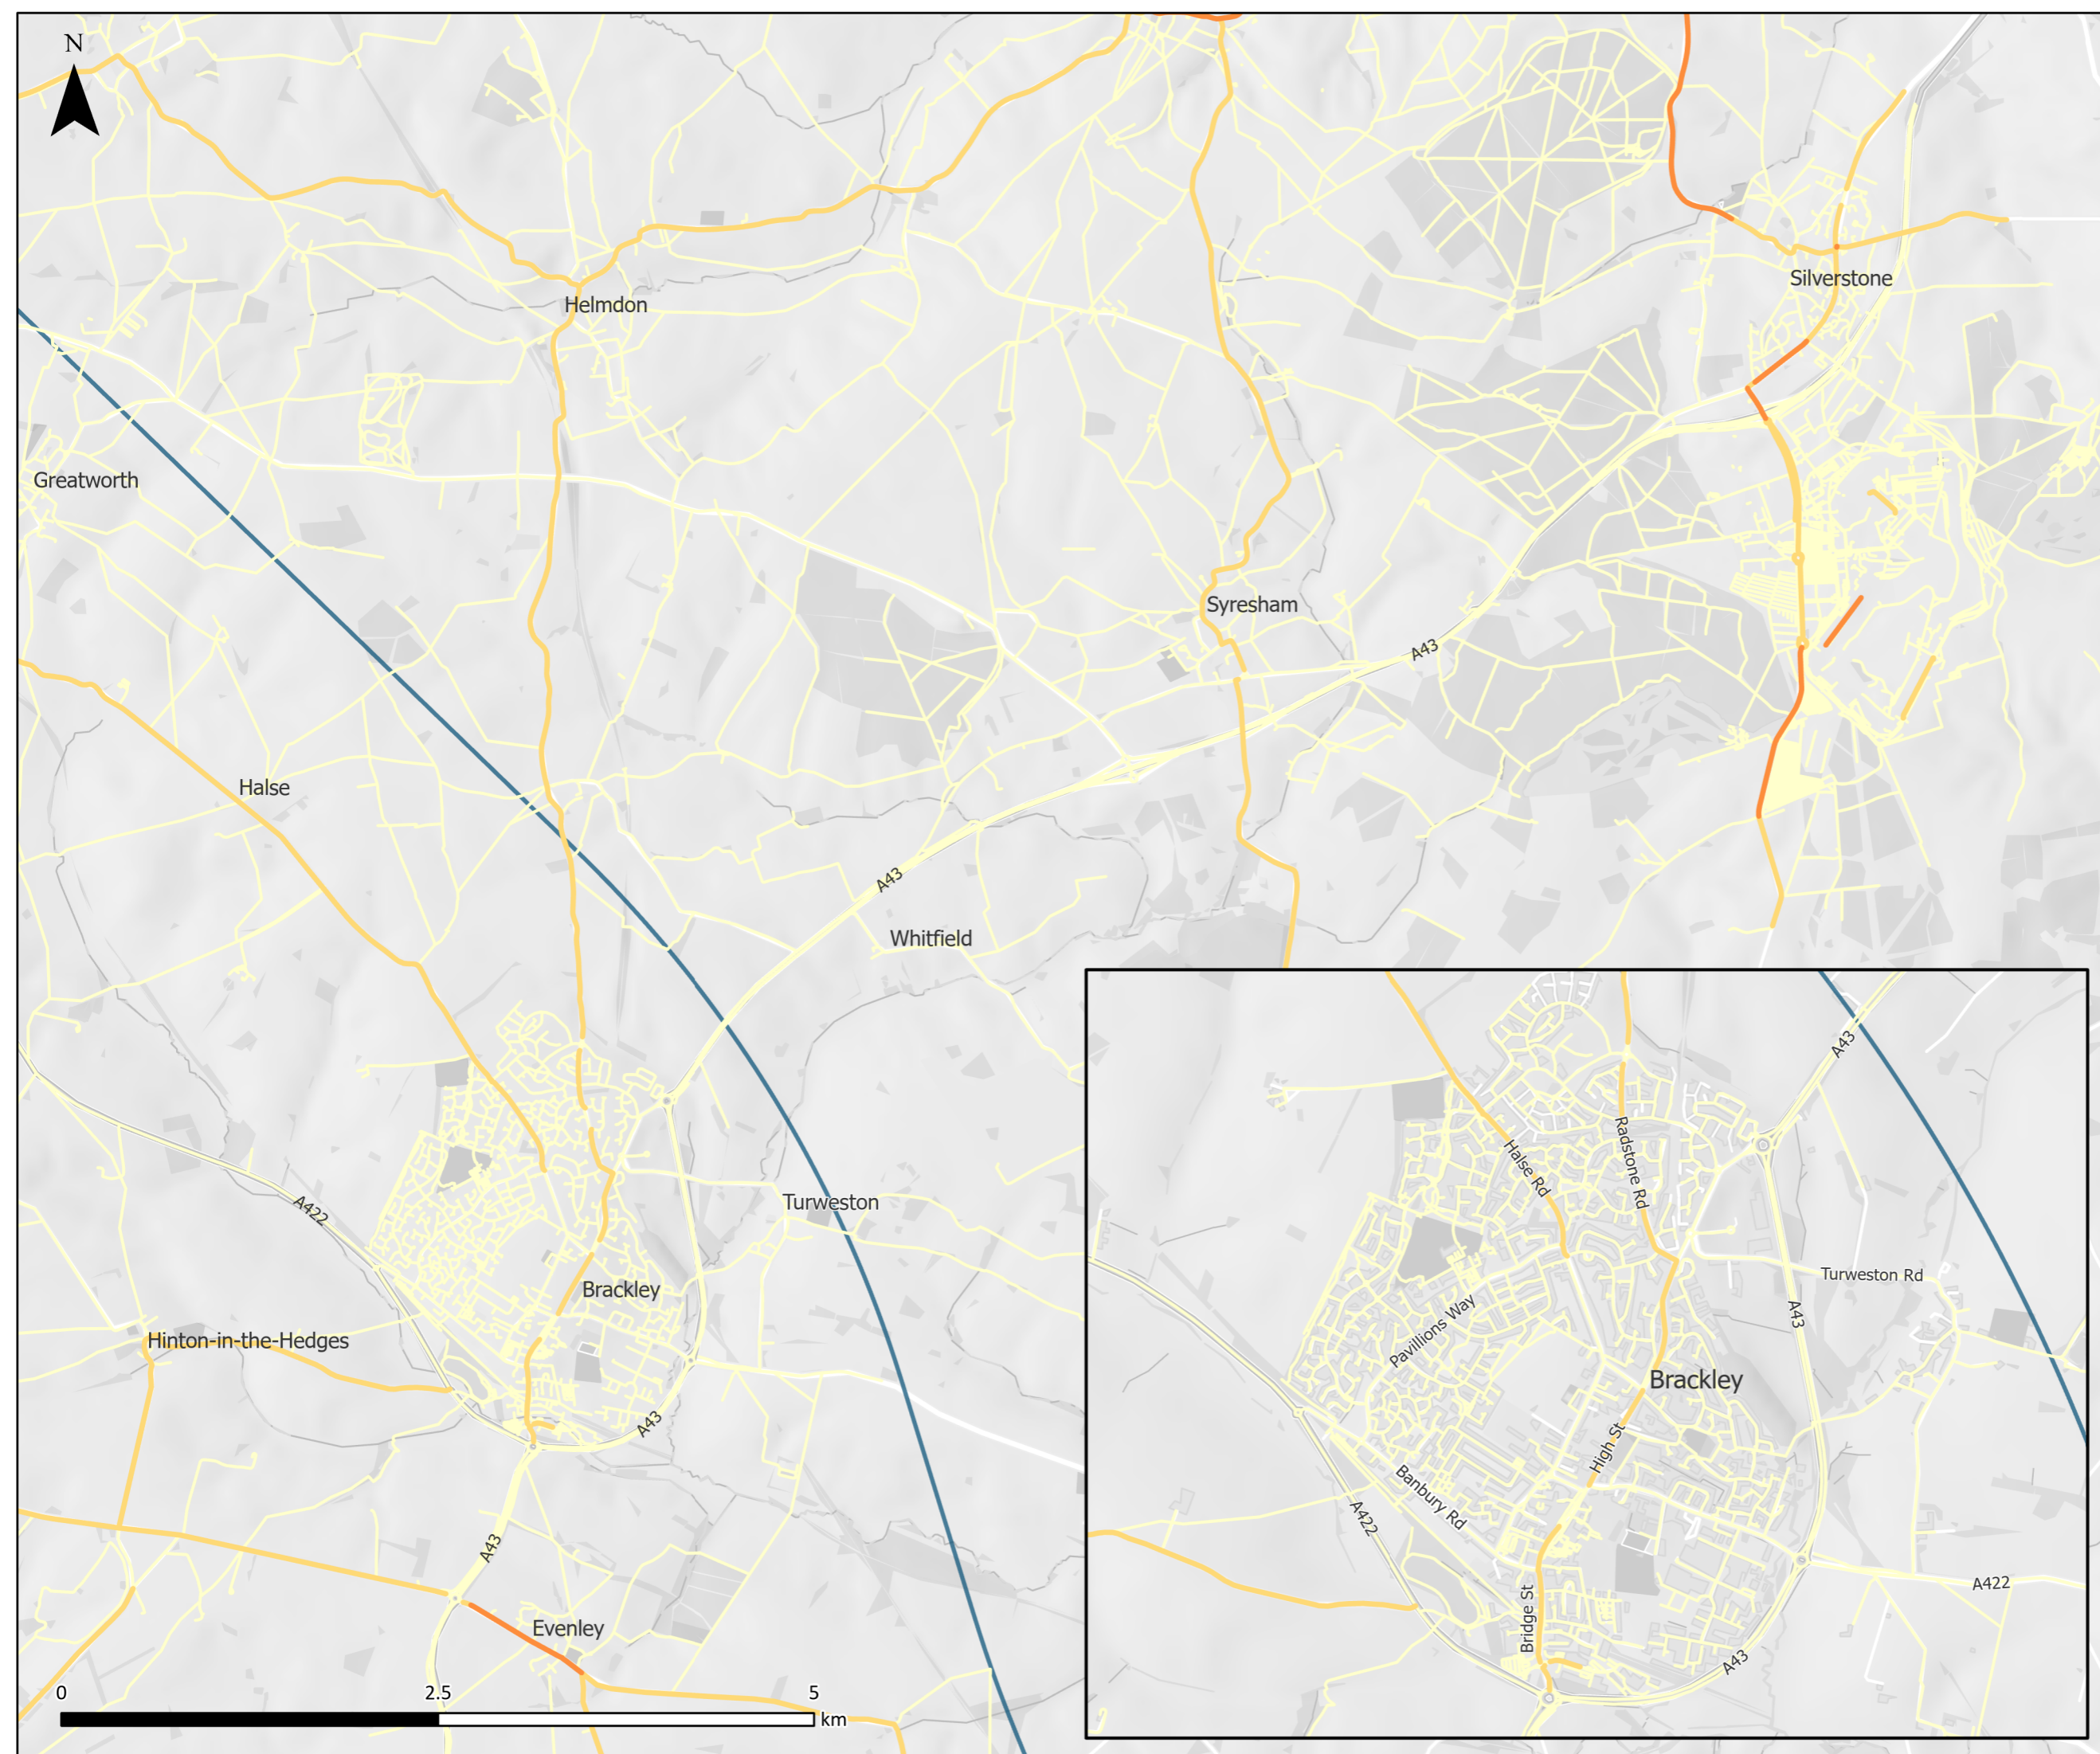 N
Silverstone
Helmdon
Greatworth
Syresham
A43
Halse
A43
Whitfield
A422
Turweston
Brackley
Hinton-in-the-Hedges
A43
A43
Evenley
0 2.5 5
km
A43
Halse Rd
Radstone Rd
Turweston Rd
A43
Pavillions Way
Brackley
High St
Banbury Rd
A422
A422
Bridge St
A43